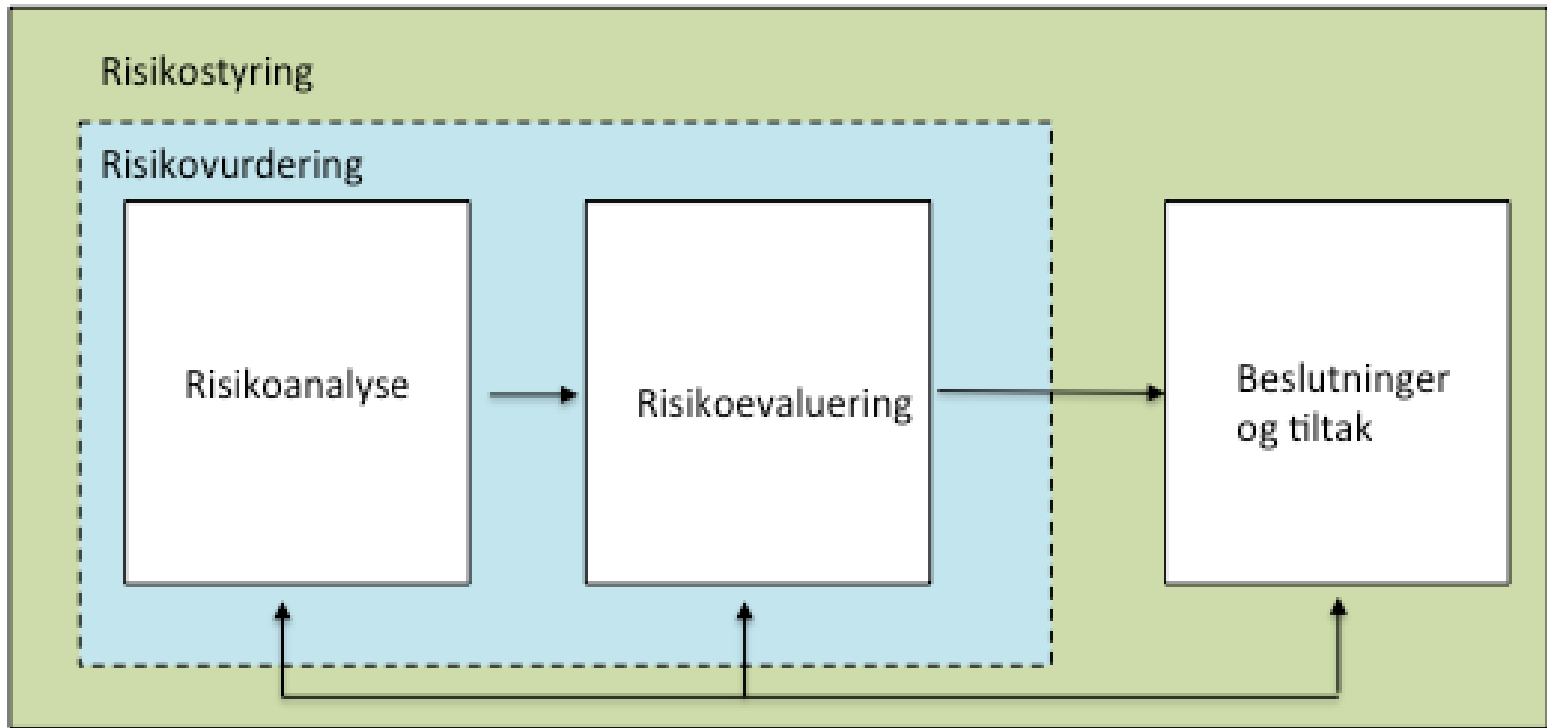 Risikostyring
Risikovurdering
Risikoanalyse
Risikoevaluering
Beslutninger
og tiltak